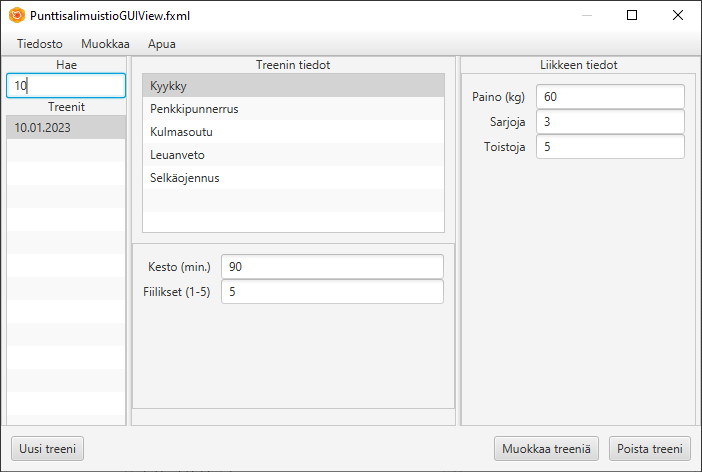 PunttisalimuistioGUIView.fxml
Tiedosto Muokkaa Apua
Hae
10
Treenit
10.01.2023
Treenin tiedot
Kyykky
Penkkipunnerrus
Kulmasoutu
Leuanveto
Selkäojennus
Kesto (min.) 90
Fiilikset (1-5) 5
Liikkeen tiedot
Paino (kg) 60
Sarjoja 3
Toistoja 5
Uusi treeni Muokkaa treeniä Poista treeni